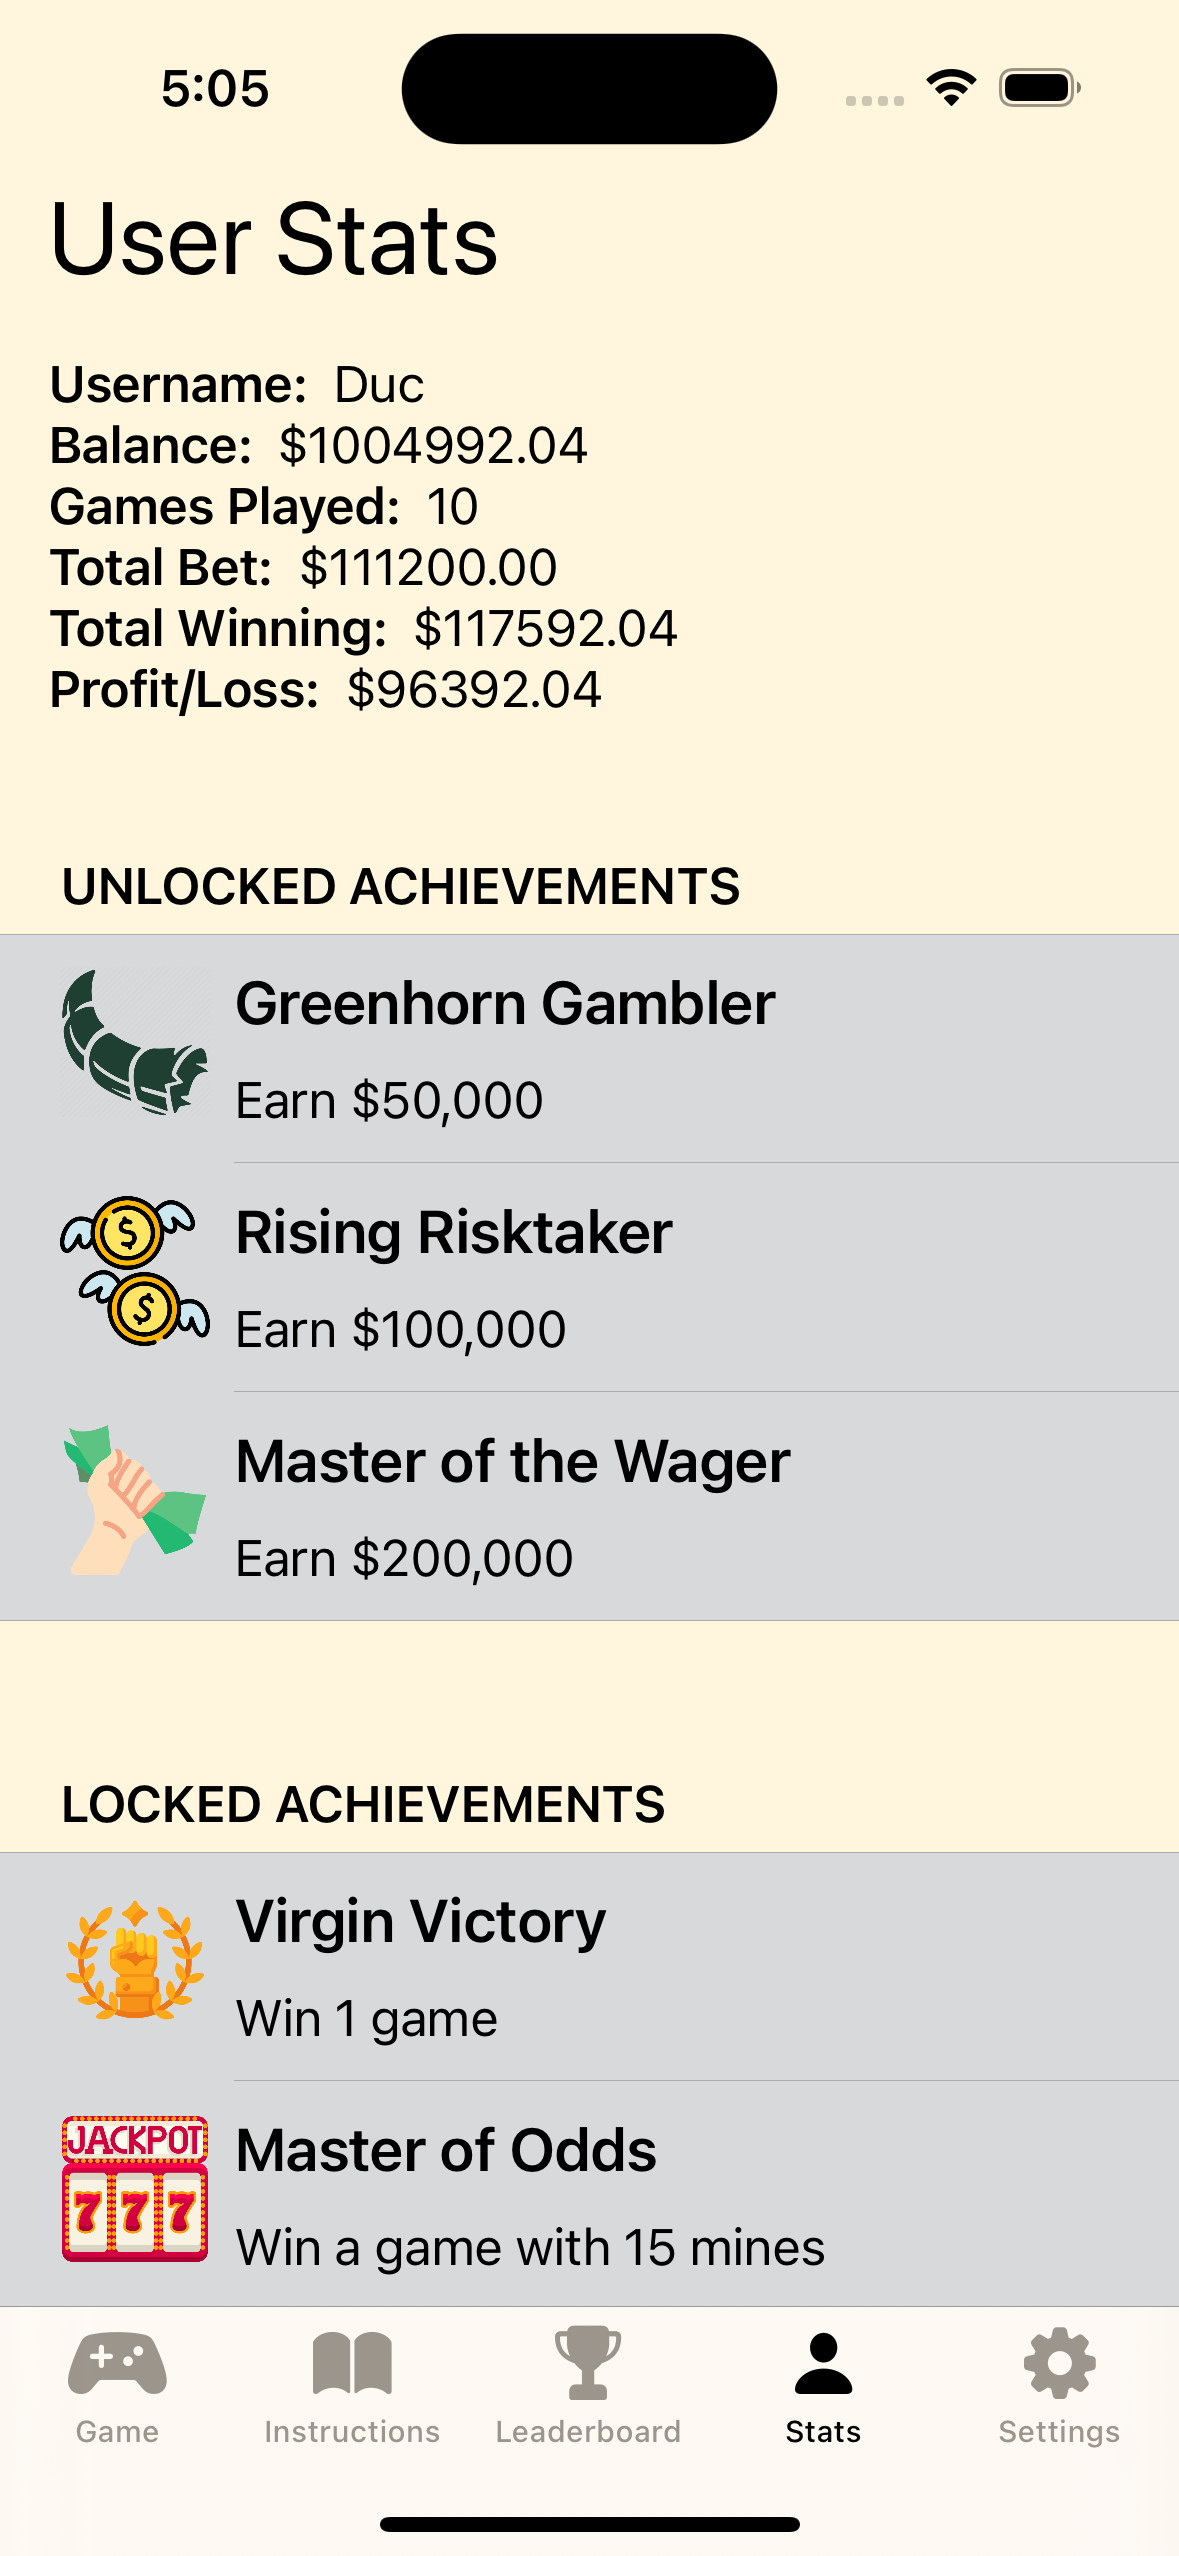 5:05
User Stats
Username: Duc
Balance: $1004992.04
Games Played: 10
Total Bet: $111200.00
Total Winning: $117592.04
Profit/Loss: $96392.04
UNLOCKED ACHIEVEMENTS
Greenhorn Gambler
Earn $50,000
$
Rising Risktaker
$
Earn $100,000
Master of the Wager
Earn $200,000
LOCKED ACHIEVEMENTS
Virgin Victory
Win 1 game
JACKPOT
Master of Odds
7 7 7
Win a game with 15 mines
Game Instructions Leaderboard Stats Settings